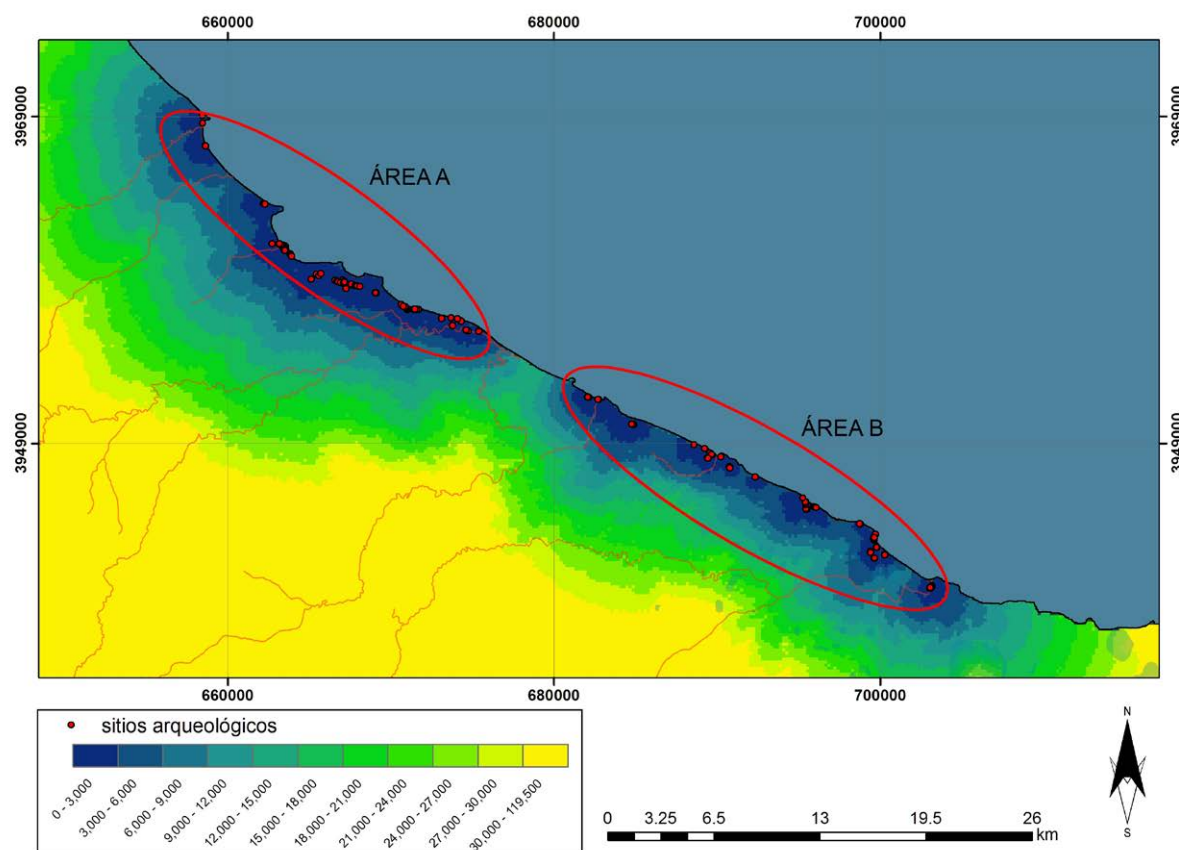 660000 680000 700000
3969000 3969000
ÁREA A
3949000 3949000
ÁREA B
660000 680000 700000
sitios arqueológicos
0 - 3,000
3,000 - 6,000
6,000 - 9,000
9,000 - 12,000
12,000 - 15,000
15,000 - 18,000
18,000 - 21,000
21,000 - 24,000
24,000 - 27,000
27,000 - 30,000
30,000 - 119,500
N
S
0 3.25 6.5 13 19.5 26
km